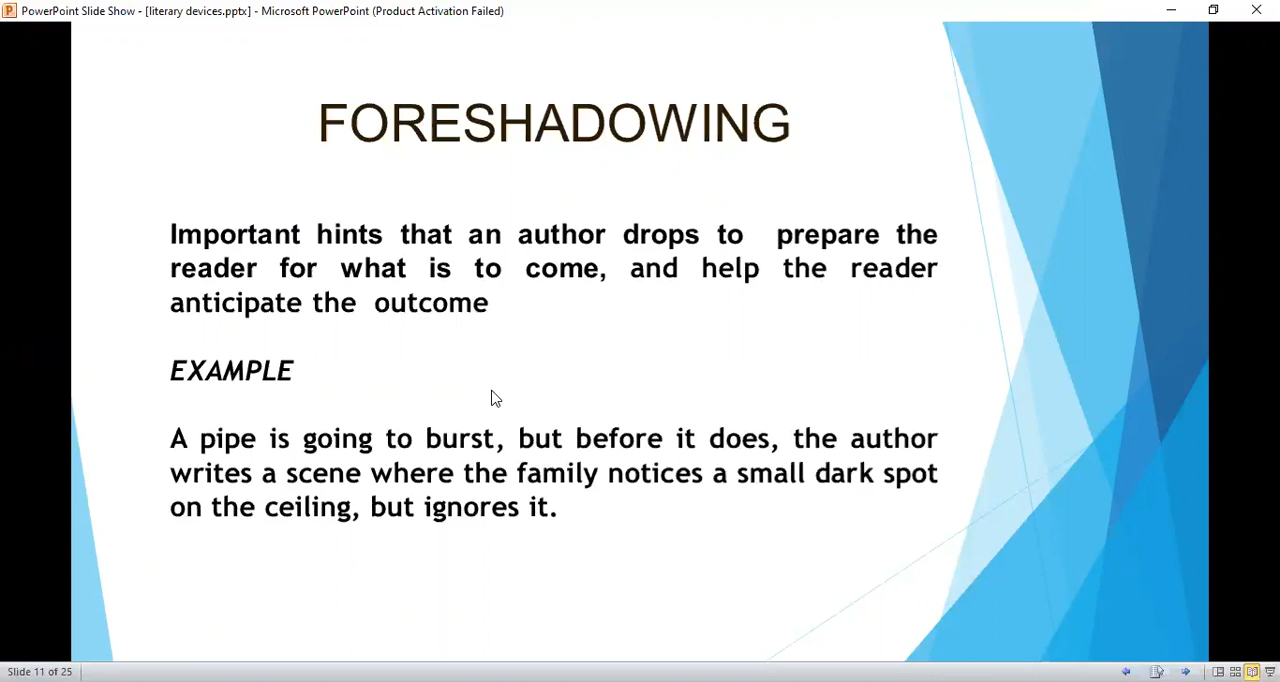 PowerPoint Slide Show - [literary devices.pptx] - Microsoft PowerPoint (Product Activation Failed)
FORESHADOWING
Important hints that an author drops to prepare the
reader for what is to come, and help the reader
anticipate the outcome
EXAMPLE
A pipe is going to burst, but before it does, the author
writes a scene where the family notices a small dark spot
on the ceiling, but ignores it.
Slide 11 of 25